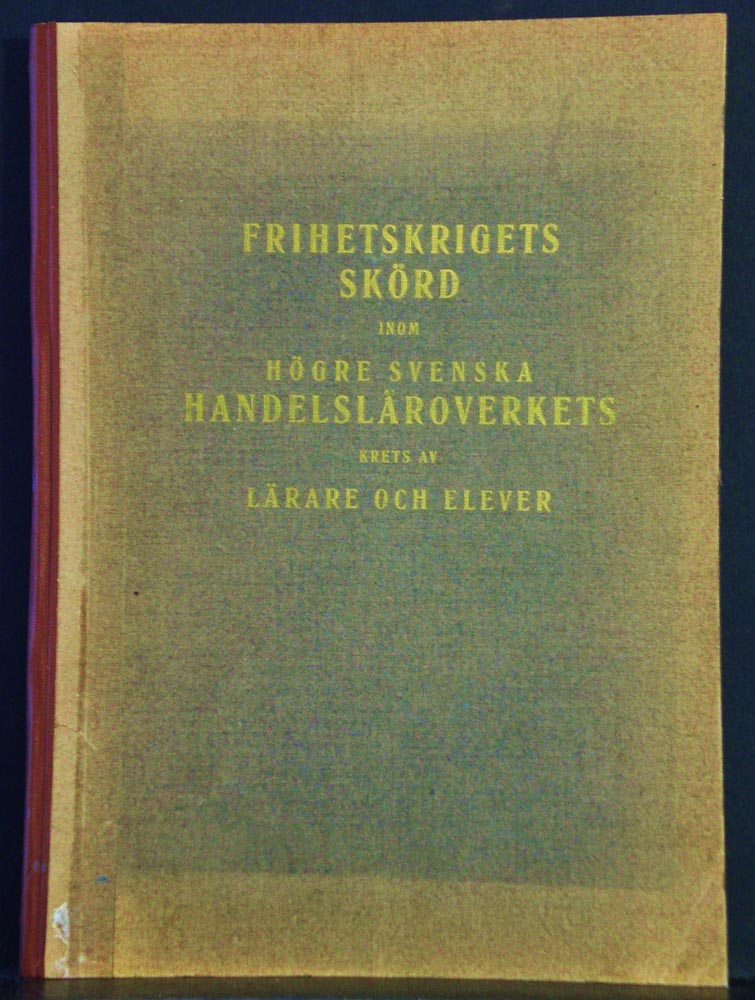 FRIHETSKRIGETS
SKÖRD
INOM
HÖGRE SVENSKA
HANDELSLÄROVERKETS
KRETS AV
LÄRARE OCH ELEVER